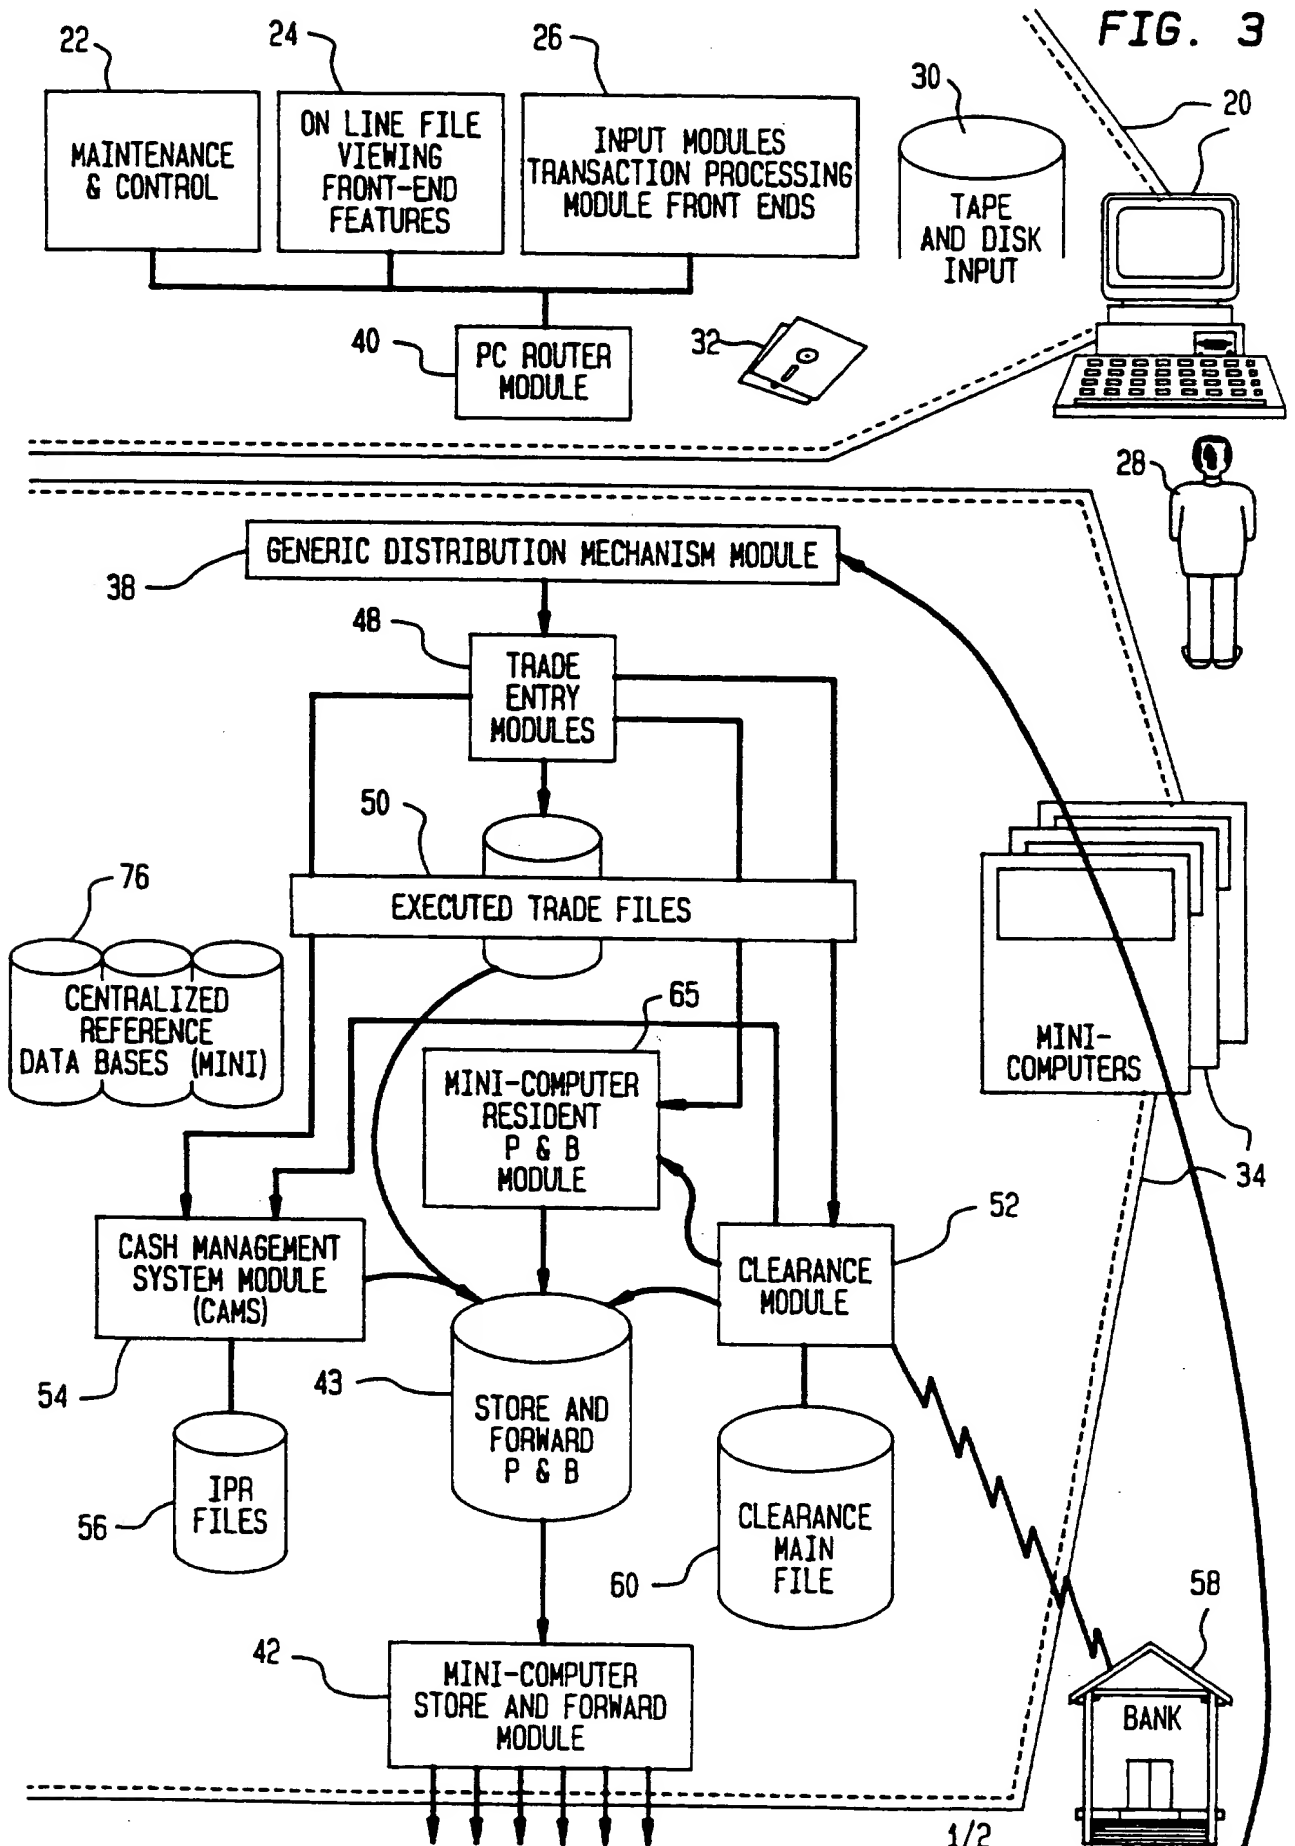 FIG. 3
22
24
26
30
20
MAINTENANCE
& CONTROL
ON LINE FILE
VIEWING
FRONT-END
FEATURES
INPUT MODULES
TRANSACTION PROCESSING
MODULE FRONT ENDS
TAPE
AND DISK
INPUT
40
PC ROUTER
MODULE
32
28
GENERIC DISTRIBUTION MECHANISM MODULE
38
48
TRADE
ENTRY
MODULES
50
76
EXECUTED TRADE FILES
CENTRALIZED
REFERENCE
DATA BASES (MINI)
65
MINI-COMPUTER
RESIDENT
P & B
MODULE
MINI-
COMPUTERS
34
52
CASH MANAGEMENT
SYSTEM MODULE
(CAMS)
CLEARANCE
MODULE
54
43
STORE AND
FORWARD
P & B
IPR
FILES
56
CLEARANCE
MAIN
FILE
60
58
42
MINI-COMPUTER
STORE AND FORWARD
MODULE
BANK
1/2